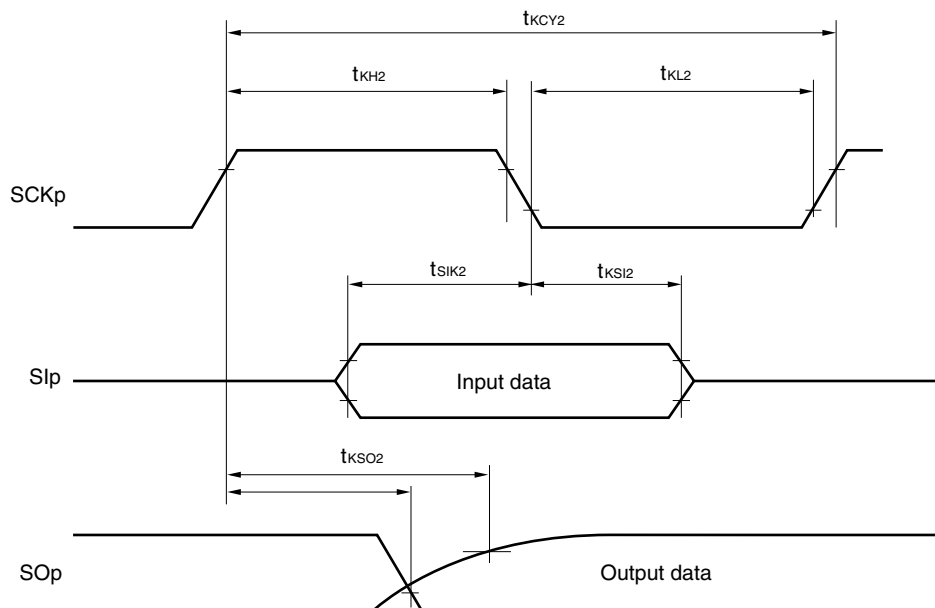 tKCY2
tKH2
tKL2
SCKp
tSIK2
tKSI2
SIp
Input data
tKSO2
SOp
Output data